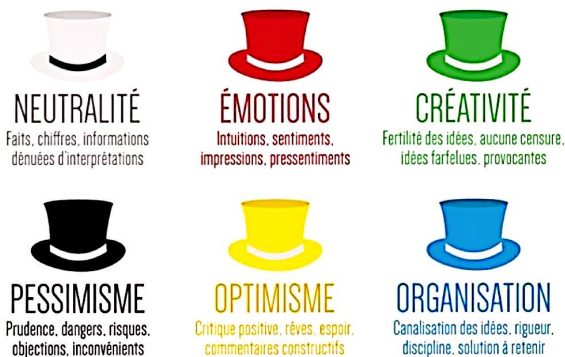 NEUTRALITÉ
Faits, chiffres, informations
dénuées d'interprétations
ÉMOTIONS
Intuitions, sentiments,
impressions, pressentiments
CRÉATIVITÉ
Fertilité des idées, aucune censure,
idées farfelues, provocantes
PESSIMISME
Prudence, dangers, risques,
objections, inconvénients
OPTIMISME
Critique positive, rêves, espoir,
commentaires constructifs
ORGANISATION
Canalisation des idées, rigueur,
discipline, solution à retenir